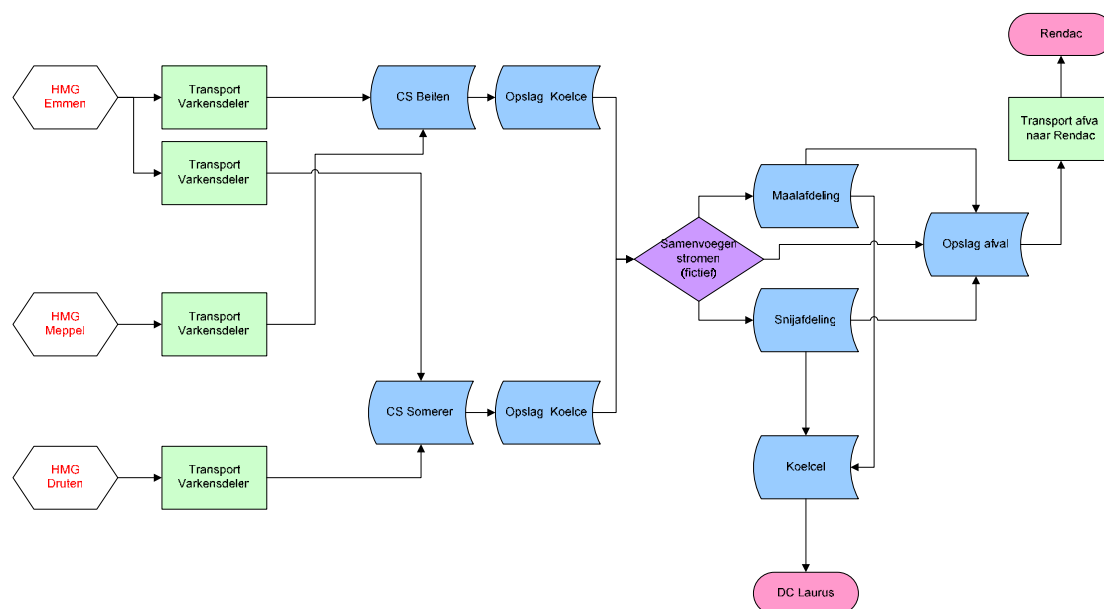 Rendac
HMG
Emmen
Transport
Varkensdeler
CS Beilen
Opslag Koelce
Transport afva
naar Rendac
Transport
Varkensdeler
Maalafdeling
Samenvoegen
stromen
(fictief)
Opslag afval
HMG
Meppel
Transport
Varkensdeler
Snijafdeling
CS Somerer
Opslag Koelce
HMG
Druten
Transport
Varkensdeler
Koelcel
DC Laurus